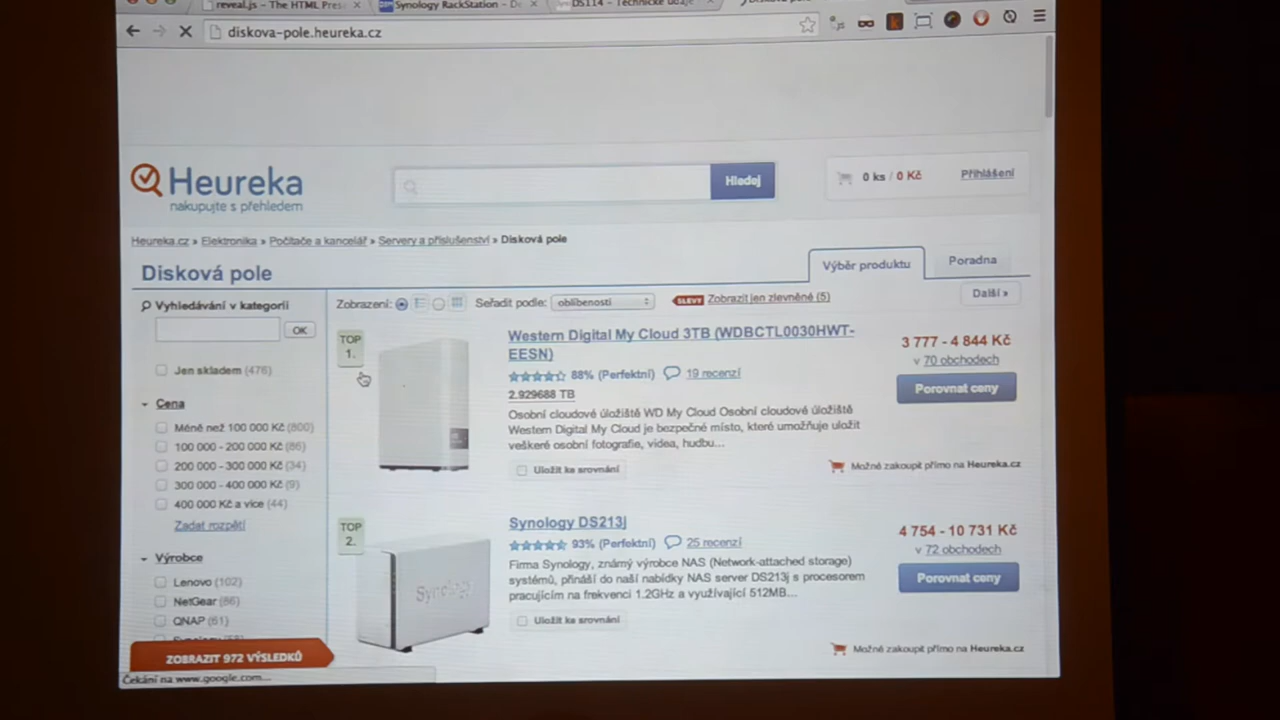 reveal.js – The HTML Pres
Synology RackStation - D
DS114 - Technické údaje
diskova-pole.heureka.cz
Heureka
nakupujte s přehledem
Hledej
0 ks / 0 Kč
Přihlášení
Heureka.cz » Elektronika » Počítače a kancelář » Servery a příslušenství » Disková pole
Disková pole
Výběr produktu
Poradna
Vyhledávání v kategorii
OK
Jen skladem (476)
Cena
Méně než 100 000 Kč (800)
100 000 - 200 000 Kč (86)
200 000 - 300 000 Kč (34)
300 000 - 400 000 Kč (9)
400 000 Kč a více (44)
Zadat rozpětí
Výrobce
Lenovo (102)
NetGear (86)
QNAP (61)
ZOBRAZIT 972 VÝSLEDKŮ
Čekání na www.google.com...
Zobrazení:
Seřadit podle: oblíbenosti
SLEVY Zobrazit jen zlevněné (5)
Další »
TOP
1.
Western Digital My Cloud 3TB (WDBCTL0030HWT-
EESN)
88% (Perfektní) 19 recenzí
2.929688 TB
Osobní cloudové úložiště WD My Cloud Osobní cloudové úložiště
Western Digital My Cloud je bezpečné místo, které umožňuje uložit
veškeré osobní fotografie, videa, hudbu...
Uložit ke srovnání
3 777 - 4 844 Kč
v 70 obchodech
Porovnat ceny
Možné zakoupit přímo na Heureka.cz
TOP
2.
Synology
Synology DS213j
93% (Perfektní) 25 recenzí
Firma Synology, známý výrobce NAS (Network-attached storage)
systémů, přináší do naší nabídky NAS server DS213j s procesorem
pracujícím na frekvenci 1.2GHz a využívající 512MB...
Uložit ke srovnání
4 754 - 10 731 Kč
v 72 obchodech
Porovnat ceny
Možné zakoupit přímo na Heureka.cz